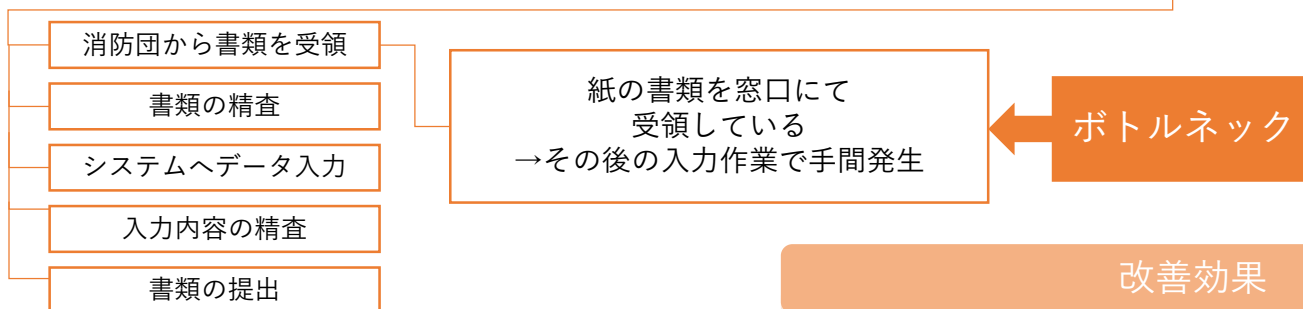 消防団から書類を受領
書類の精査
システムへデータ入力
入力内容の精査
書類の提出
紙の書類を窓口にて
受領している
→その後の入力作業で手間発生
ボトルネック
改善効果